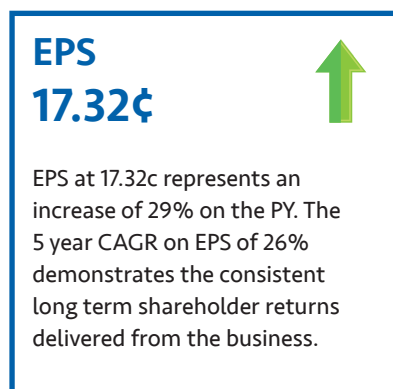 EPS
17.32¢
EPS at 17.32c represents an
increase of 29% on the PY. The
5 year CAGR on EPS of 26%
demonstrates the consistent
long term shareholder returns
delivered from the business.